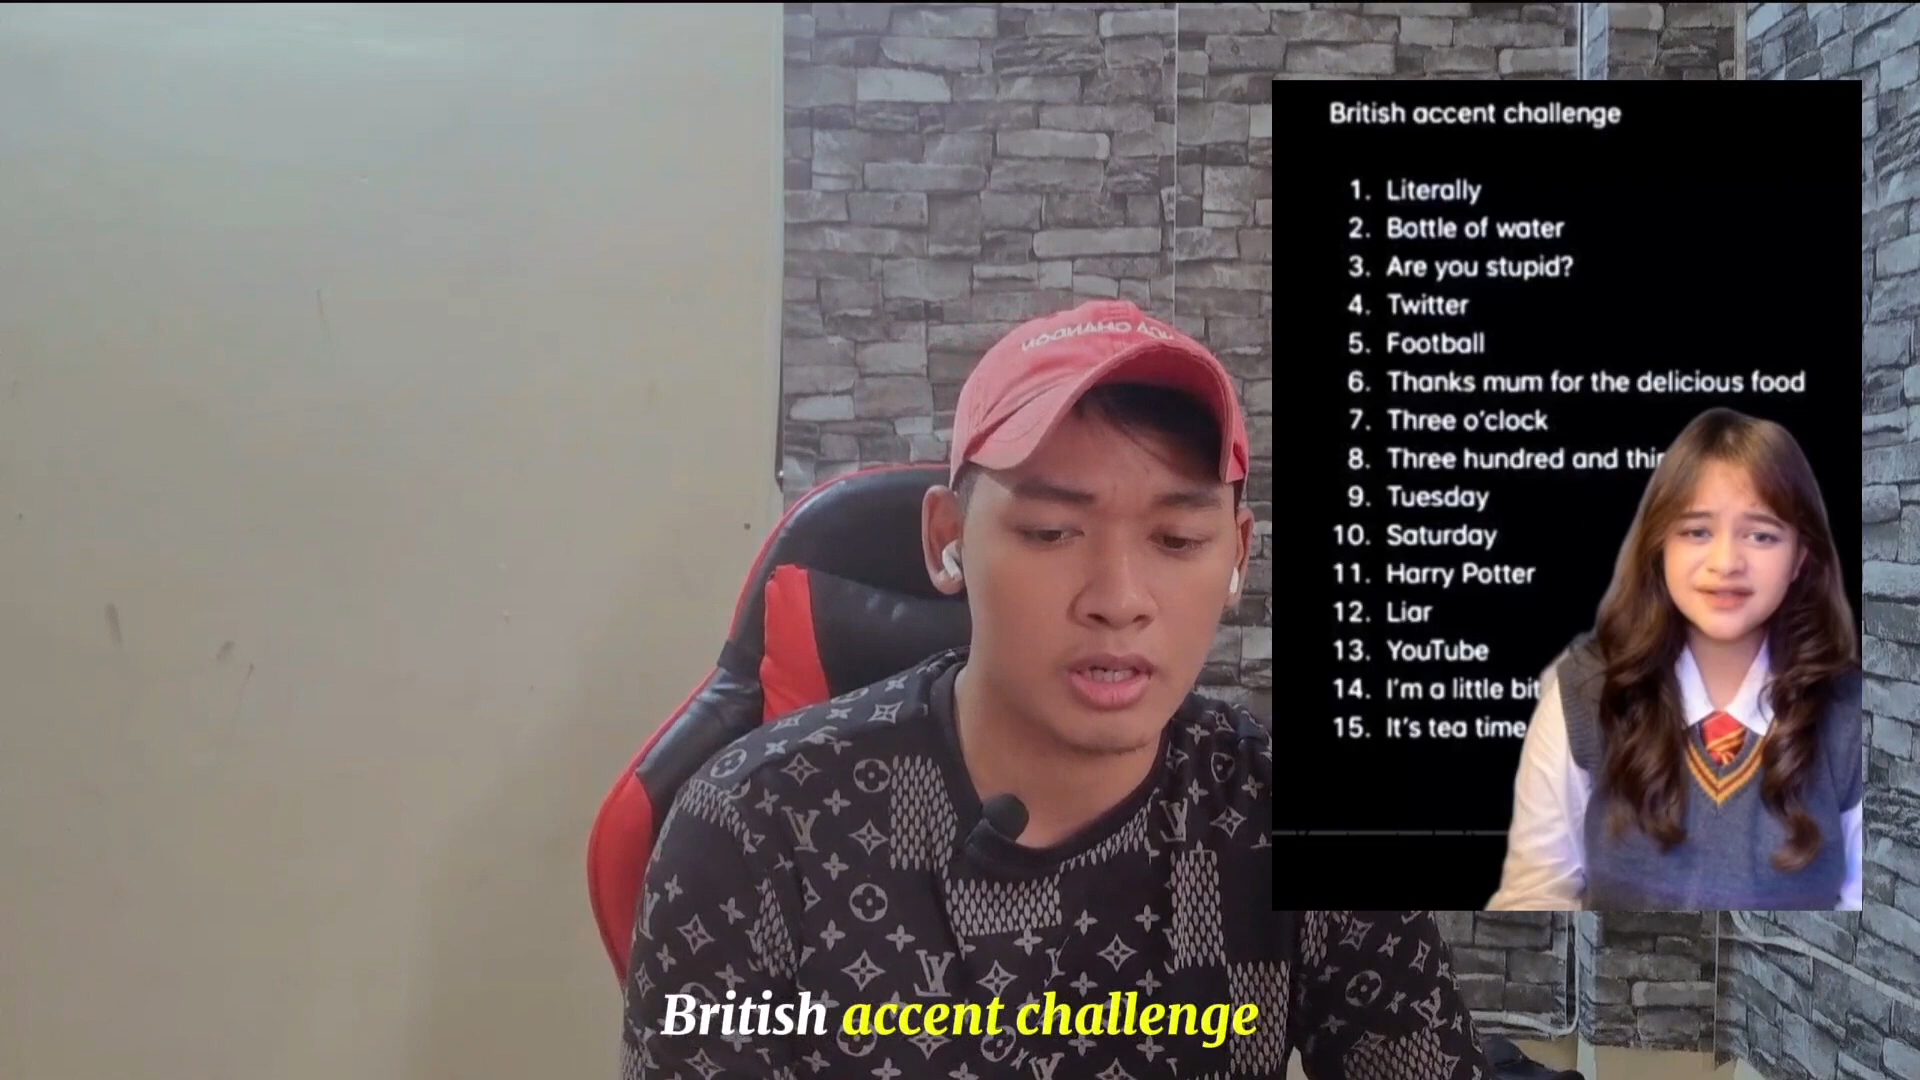 British accent challenge
1. Literally
2. Bottle of water
3. Are you stupid?
4. Twitter
5. Football
6. Thanks mum for the delicious food
7. Three o'clock
8. Three hundred and
9. Tuesday
10. Saturday
11. Harry Potter
12. Liar
13. YouTube
14. I'm a little bit
15. It's tea time
LV
British accent challenge